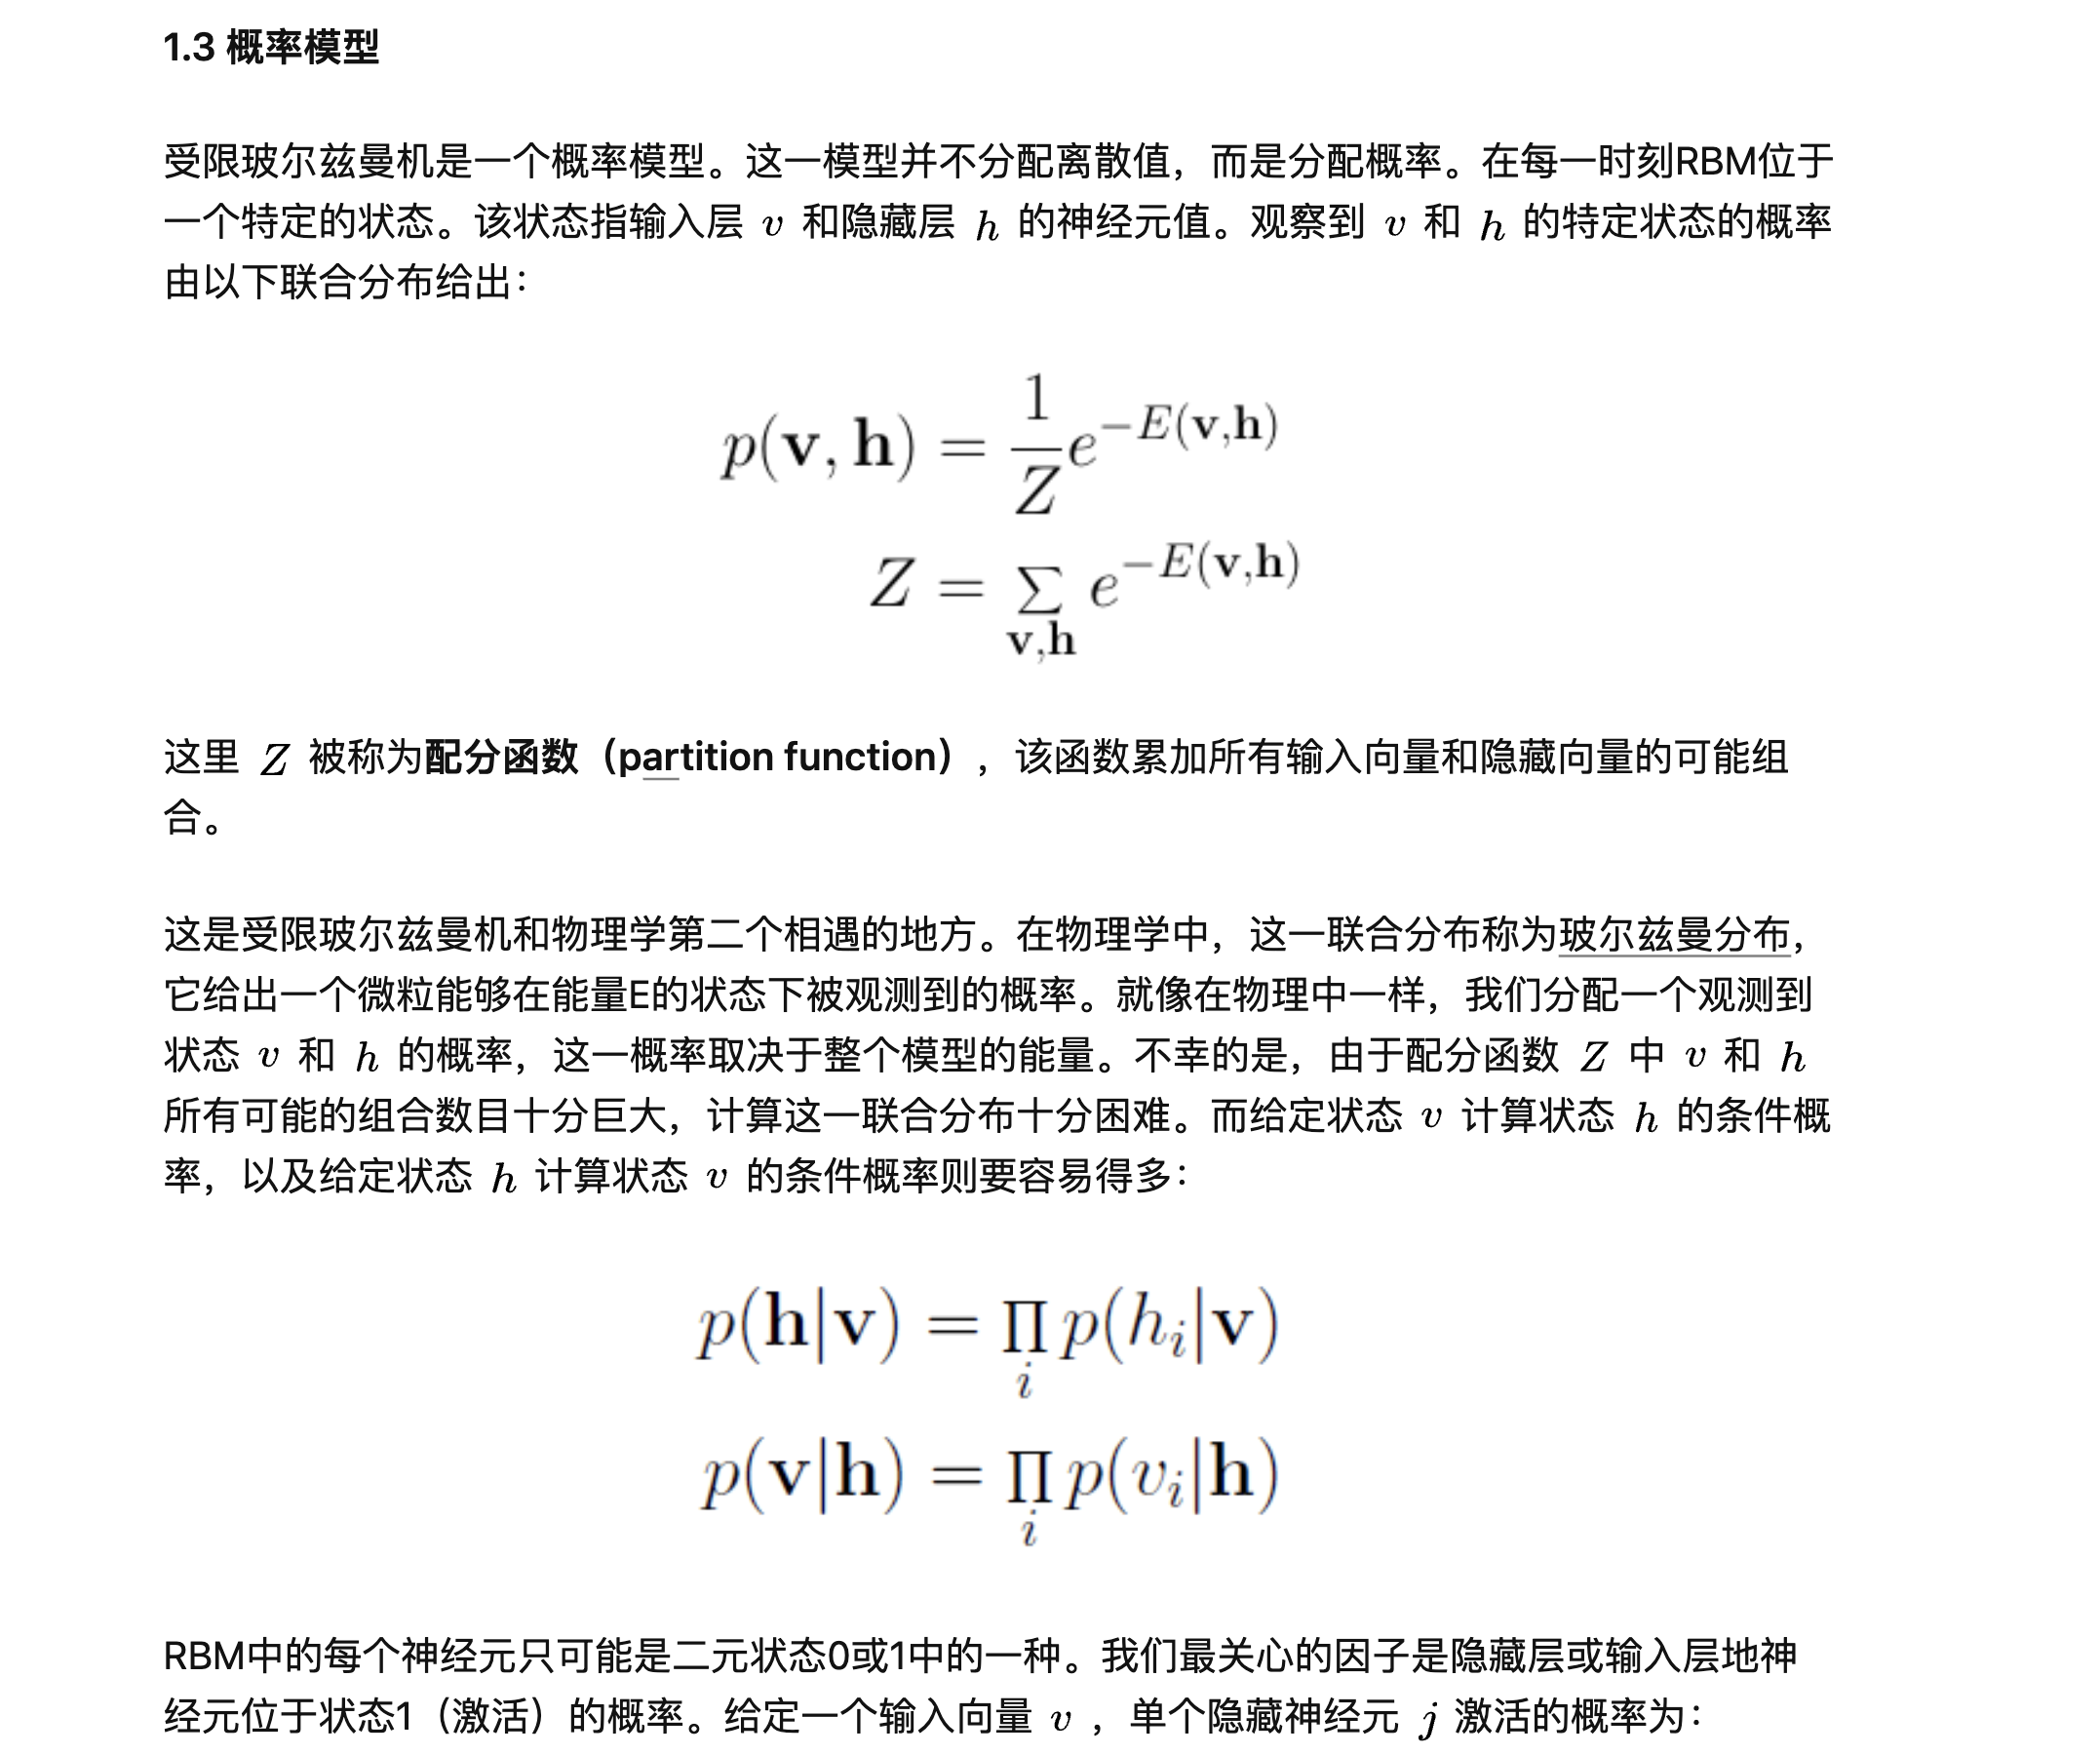 1.3 概率模型
受限玻尔兹曼机是一个概率模型。这一模型并不分配离散值，而是分配概率。在每一时刻RBM位于
一个特定的状态。该状态指输入层 v 和隐藏层 h 的神经元值。观察到 v 和 h 的特定状态的概率
由以下联合分布给出：
p(v, h) = \frac{1}{Z} e^{-E(v,h)}
Z = \sum_{v,h} e^{-E(v,h)}
这里 Z 被称为配分函数（partition function），该函数累加所有输入向量和隐藏向量的可能组
合。
这是受限玻尔兹曼机和物理学第二个相遇的地方。在物理学中，这一联合分布称为玻尔兹曼分布，
它给出一个微粒能够在能量E的状态下被观测到的概率。就像在物理中一样，我们分配一个观测到
状态 v 和 h 的概率，这一概率取决于整个模型的能量。不幸的是，由于配分函数 Z 中 v 和 h
所有可能的组合数目十分巨大，计算这一联合分布十分困难。而给定状态 v 计算状态 h 的条件概
率，以及给定状态 h 计算状态 v 的条件概率则要容易得多：
p(h|v) = \prod_i p(h_i|v)
p(v|h) = \prod_i p(v_i|h)
RBM中的每个神经元只可能是二元状态0或1中的一种。我们最关心的因子是隐藏层或输入层地神
经元位于状态1（激活）的概率。给定一个输入向量 v ，单个隐藏神经元 j 激活的概率为：